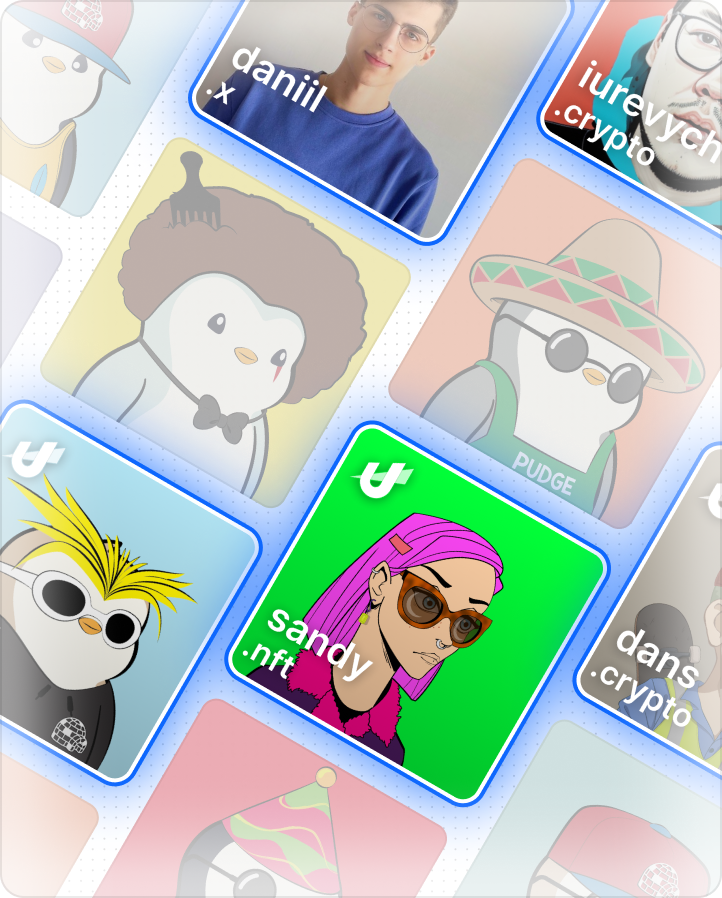 daniil
.x
iurevych
.crypto
PUDGE
sandy
.nft
dans
.crypto